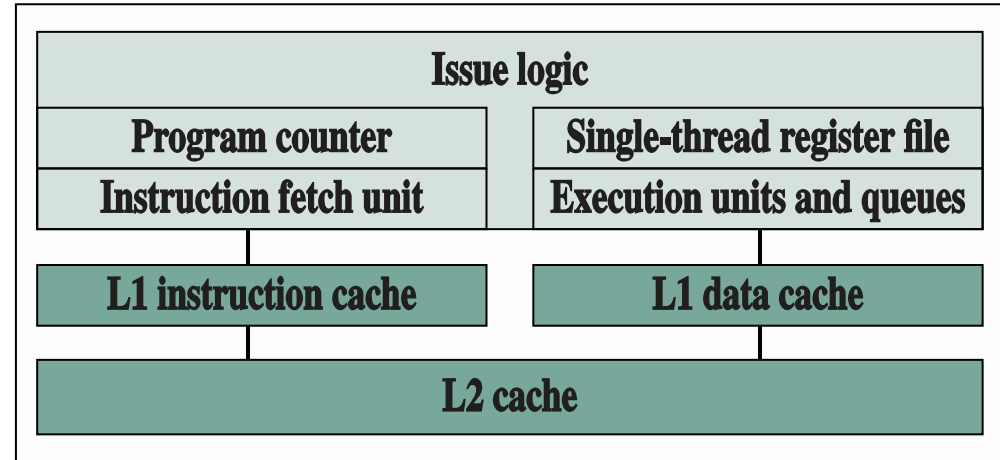 Issue logic
Program counter
Single-thread register file
Instruction fetch unit
Execution units and queues
L1 instruction cache
L1 data cache
L2 cache